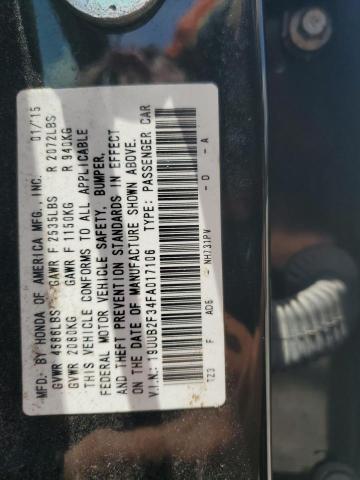 MFD. BY HONDA OF AMERICA MFG., INC. 01/'15
GVWR 4586LBS GAWR F 2535LBS R 2072LBS
GVWR 2080KG GAWR F 1150KG R 940KG
THIS VEHICLE CONFORMS TO ALL APPLICABLE
FEDERAL MOTOR VEHICLE SAFETY, BUMPER,
AND THEFT PREVENTION STANDARDS IN EFFECT
ON THE DATE OF MANUFACTURE SHOWN ABOVE.
V.I.N.: 19UUB2F34FA017106 TYPE: PASSENGER CAR
NH731PV
TZ3 F AD6 - D - A